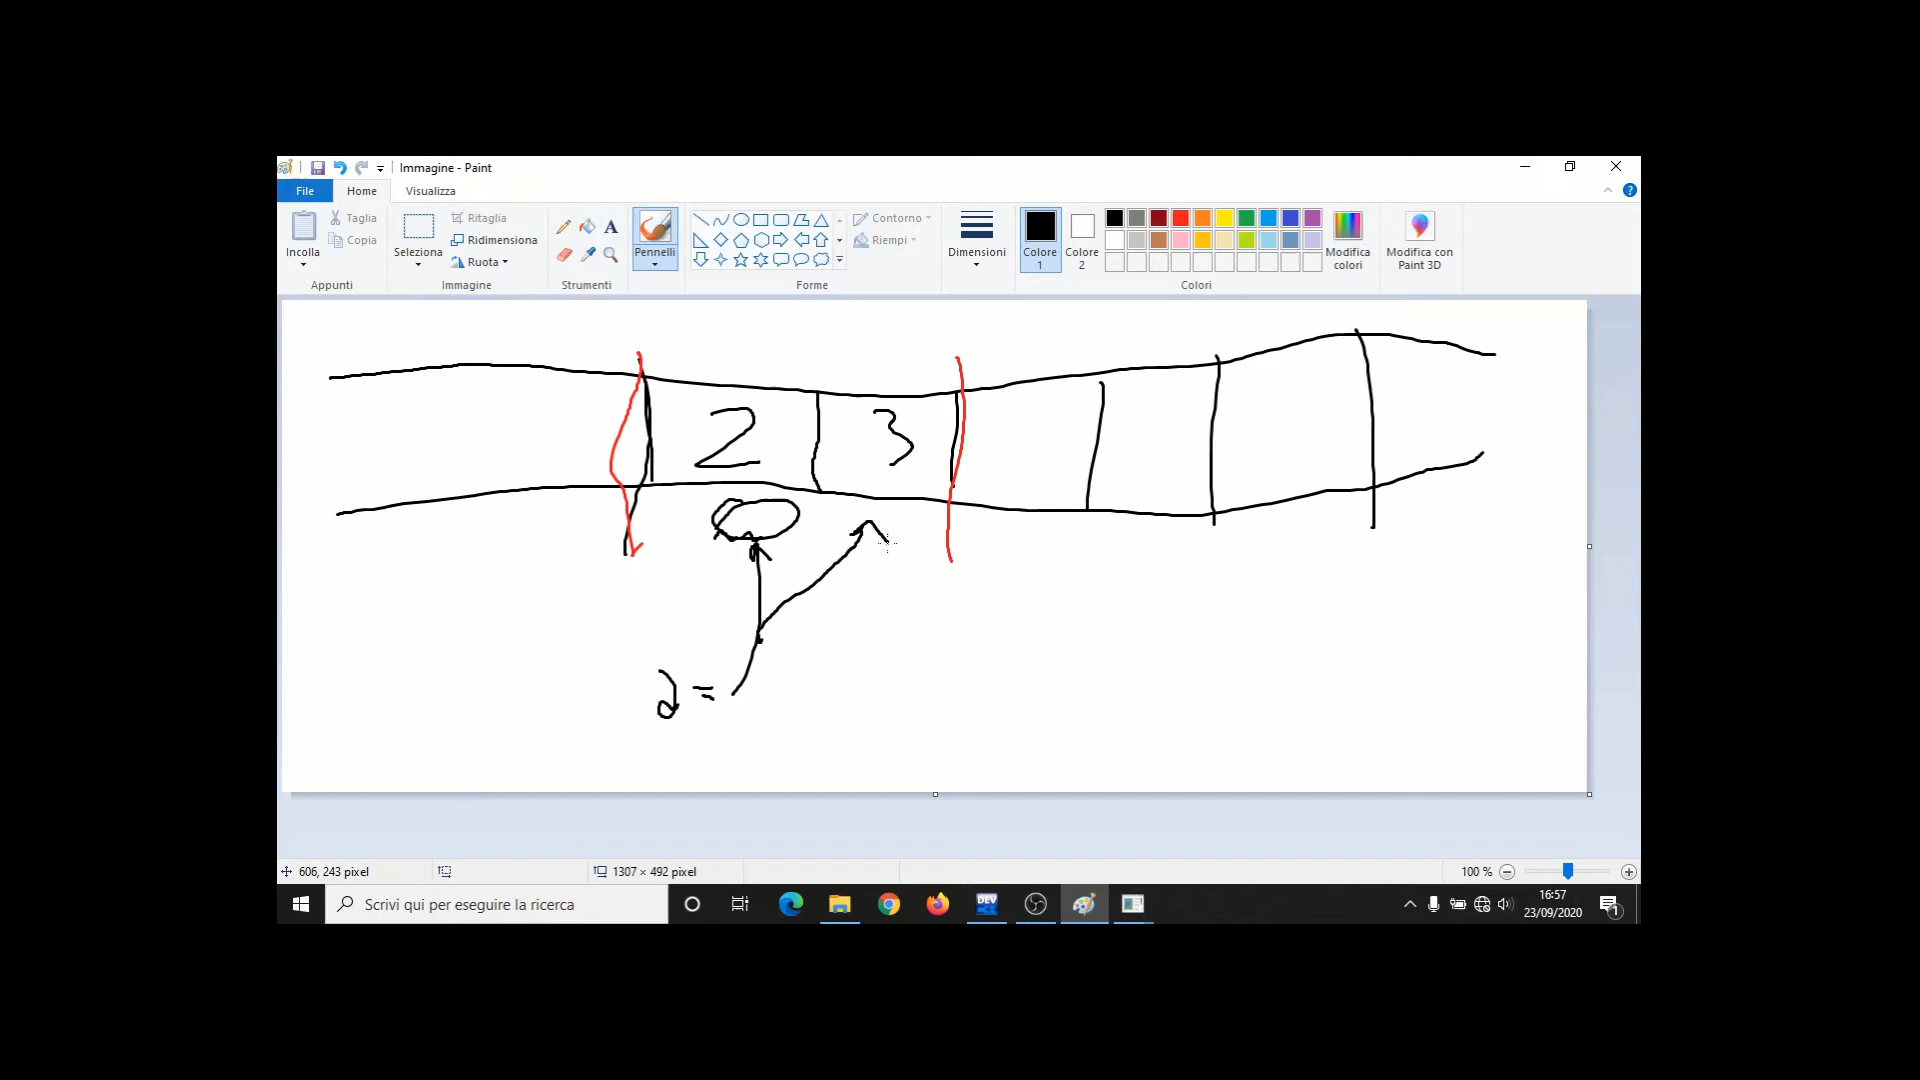 Immagine - Paint
File Home Visualizza
Incolla
Taglia
Copia
Appunti
Seleziona
Ritaglia
Ridimensiona
Ruota
Immagine
A
Strumenti
Pennelli
Forme
Contorno
Riempi
Dimensioni
Colore 1
Colore 2
Colori
Modifica colori
Modifica con Paint 3D
2 3
=
606, 243 pixel
1307 × 492 pixel
100 %
Scrivi qui per eseguire la ricerca
DEV
16:57
23/09/2020
1